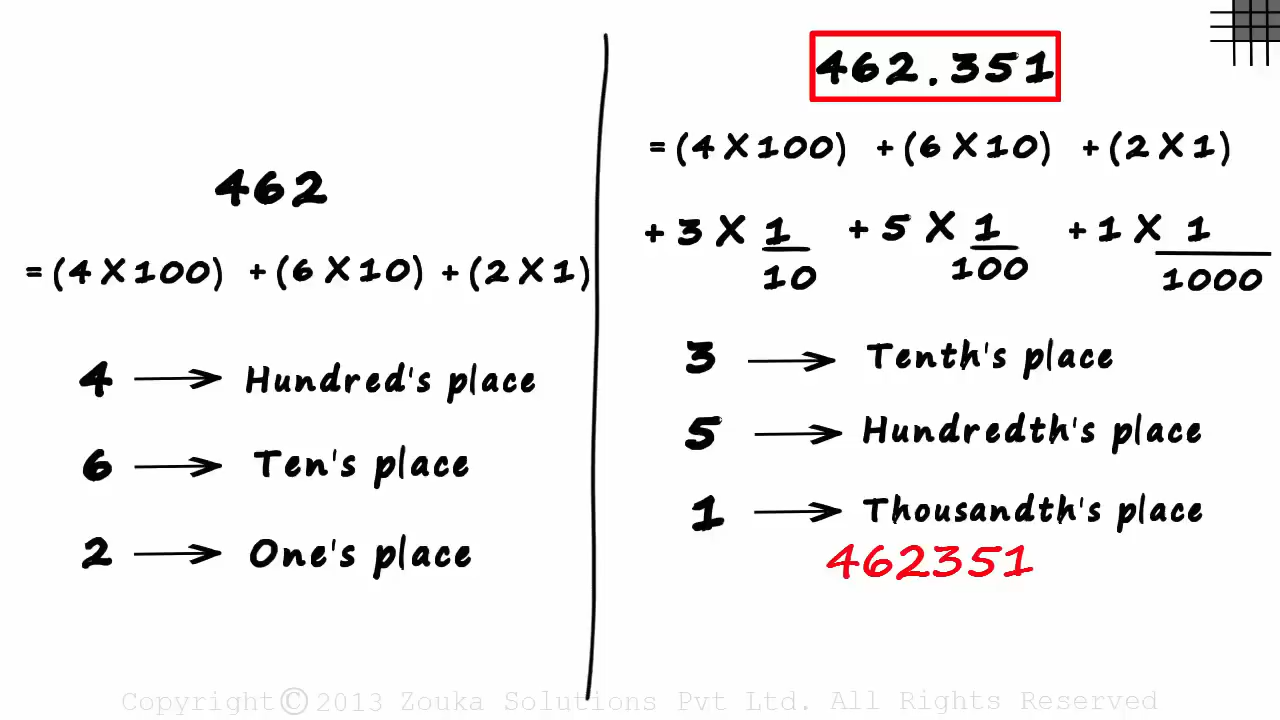 462
= (4 X 100) + (6 X 10) + (2 X 1)
4 → Hundred's place
6 → Ten's place
2 → One's place
462.351
= (4 X 100) + (6 X 10) + (2 X 1)
+ 3 X 1/10 + 5 X 1/100 + 1 X 1/1000
3 → Tenth's place
5 → Hundredth's place
1 → Thousandth's place
462351
Copyright © 2013 Zouka Solutions Pvt Ltd. All Rights Reserved